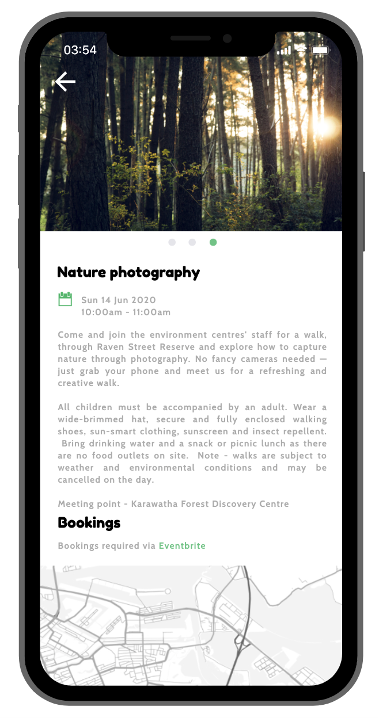 03:54
Nature photography
Sun 14 Jun 2020
10:00am - 11:00am
Come and join the environment centres' staff for a walk,
through Raven Street Reserve and explore how to capture
nature through photography. No fancy cameras needed —
just grab your phone and meet us for a refreshing and
creative walk.
All children must be accompanied by an adult. Wear a
wide-brimmed hat, secure and fully enclosed walking
shoes, sun-smart clothing, sunscreen and insect repellent.
Bring drinking water and a snack or picnic lunch as there
are no food outlets on site. Note - walks are subject to
weather and environmental conditions and may be
cancelled on the day.
Meeting point - Karawatha Forest Discovery Centre
Bookings
Bookings required via Eventbrite